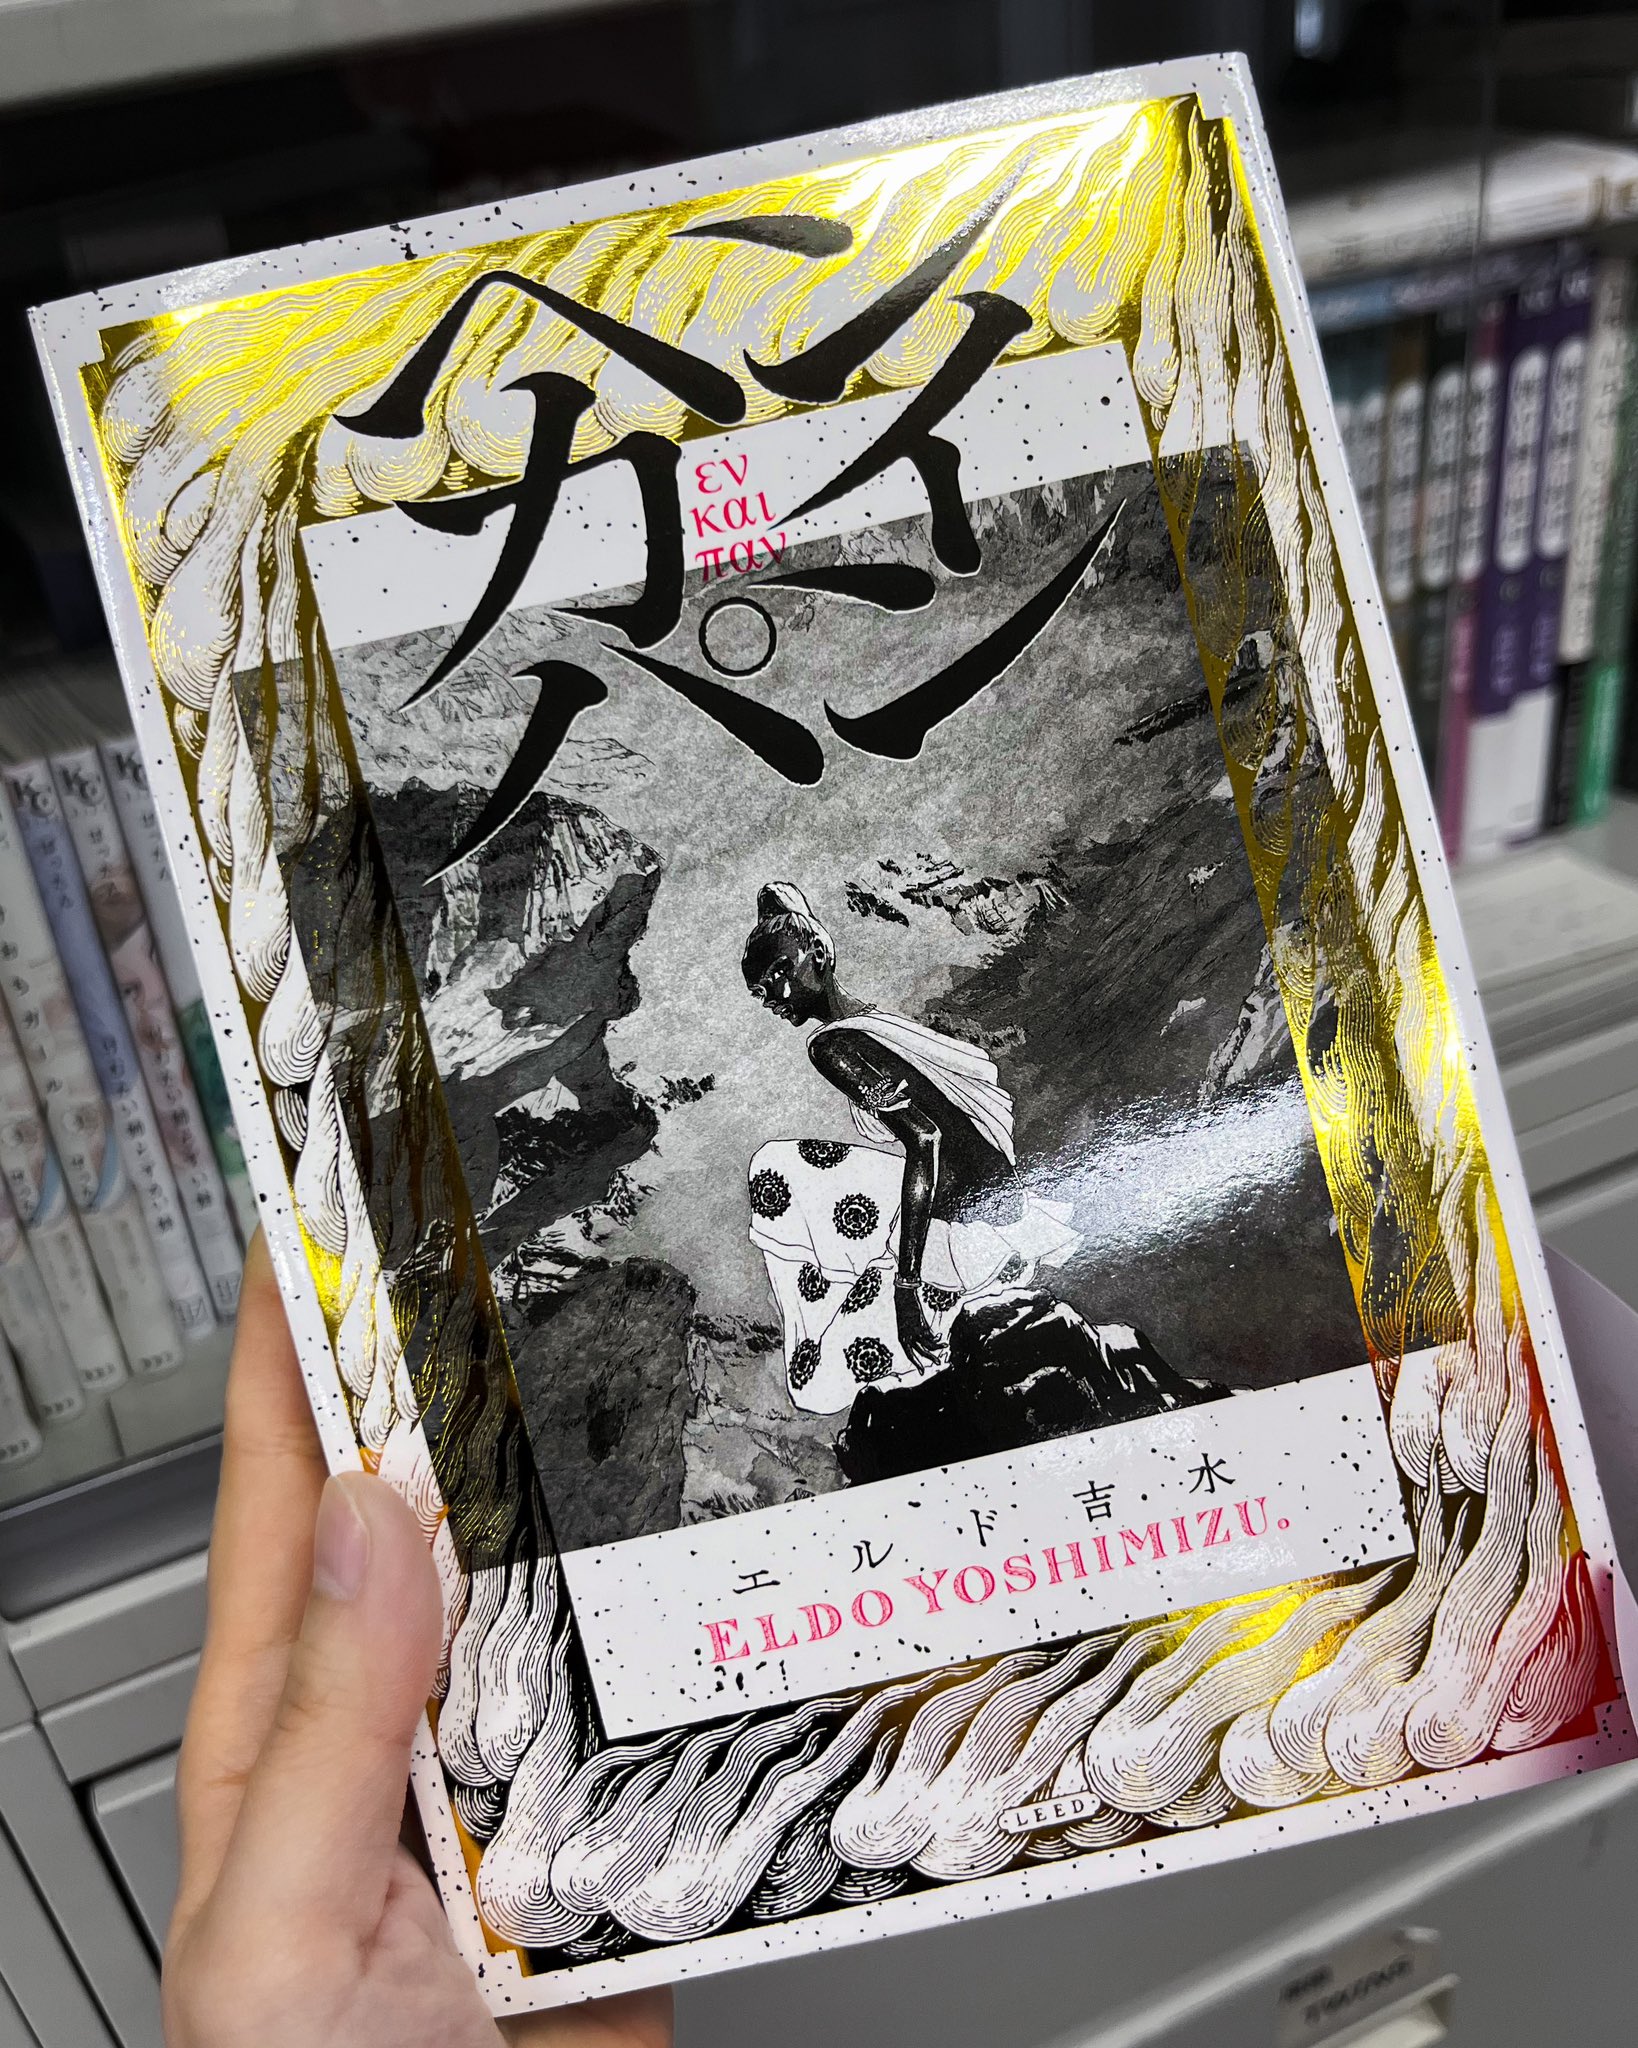 ヘン
カイ
パン
εν
και
παν
エルド吉水
ELDO YOSHIMIZU.
LEED